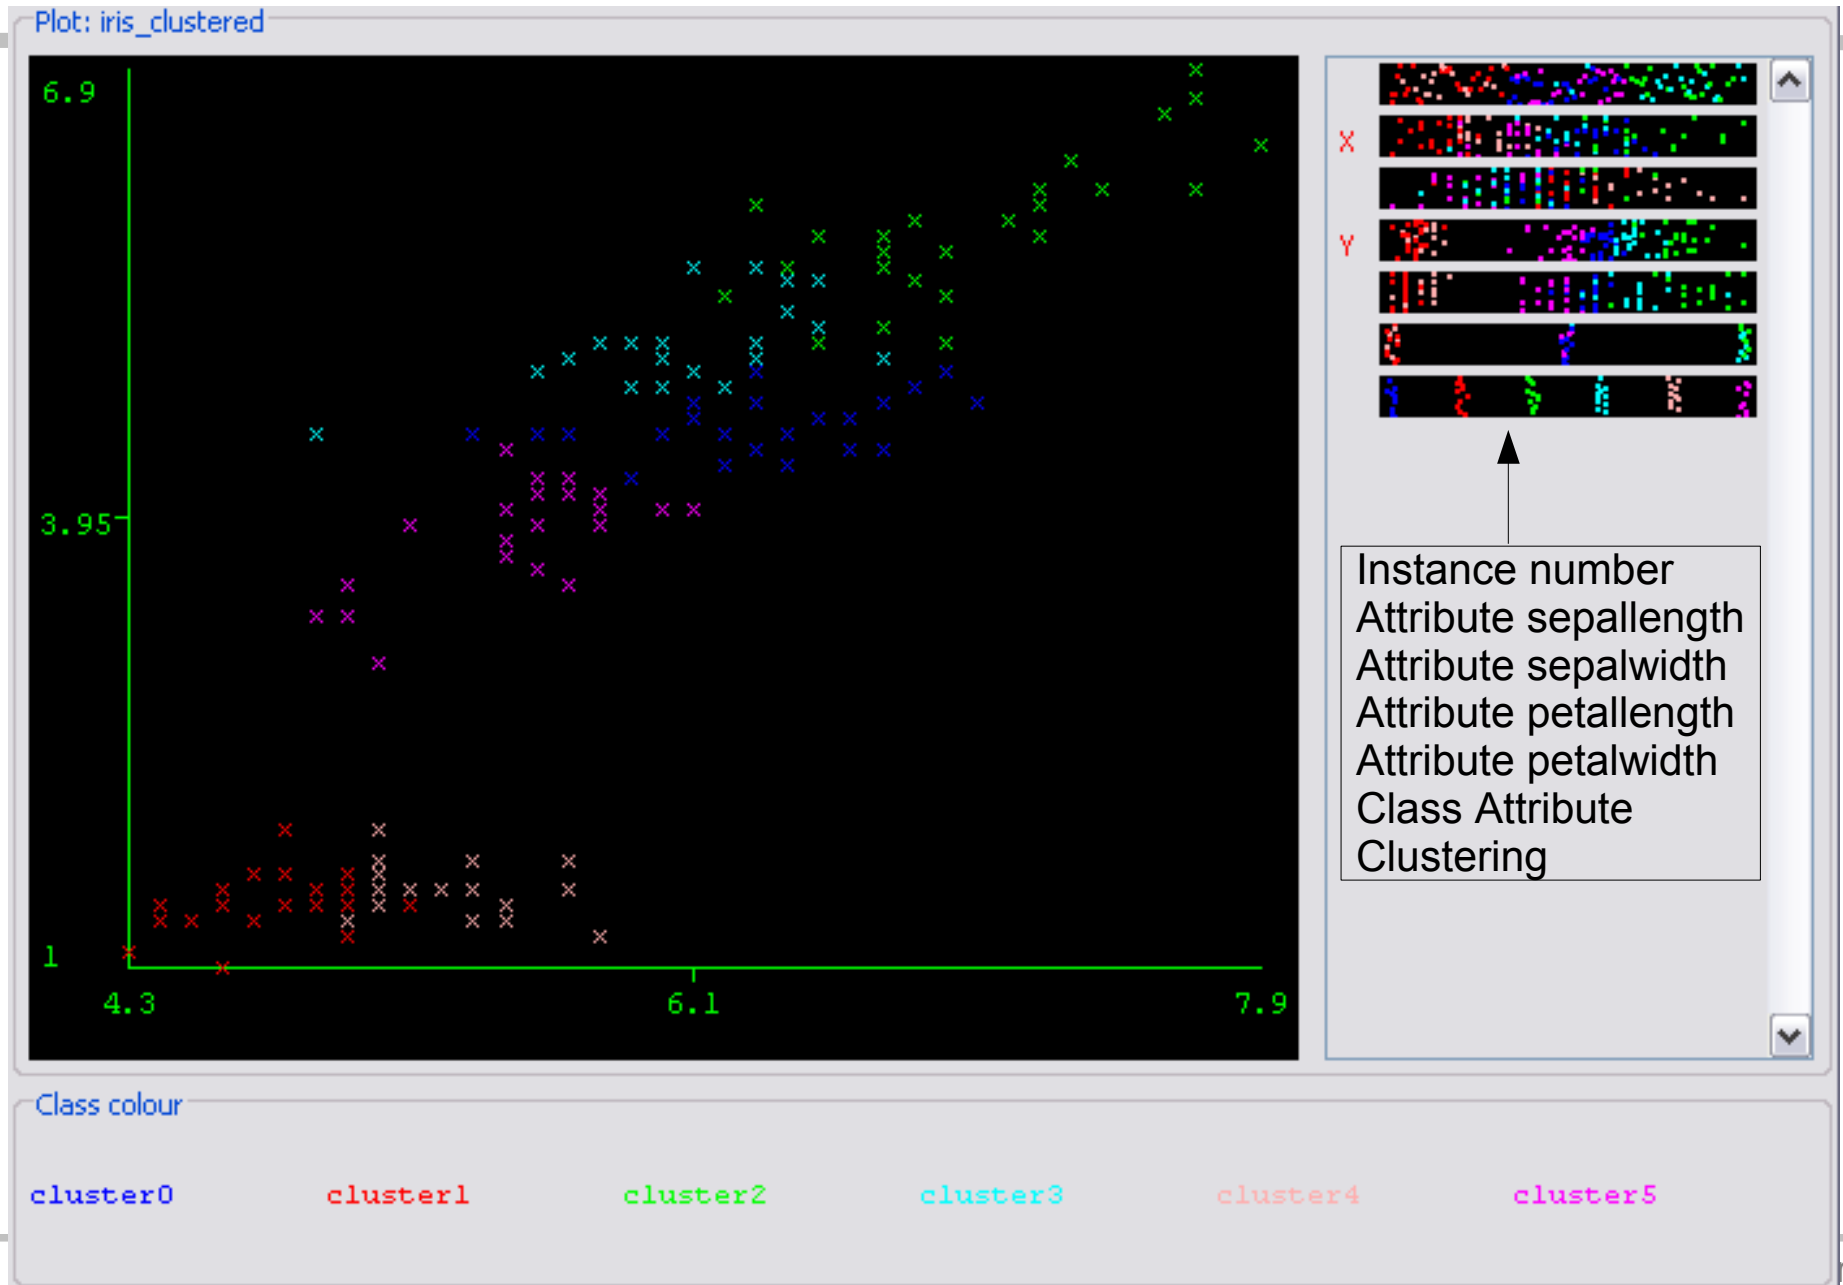 Plot: iris_clustered
6.9
3.95
1
4.3 6.1 7.9
X
Y
Instance number
Attribute sepallength
Attribute sepalwidth
Attribute petallength
Attribute petalwidth
Class Attribute
Clustering
Class colour
cluster0 cluster1 cluster2 cluster3 cluster4 cluster5